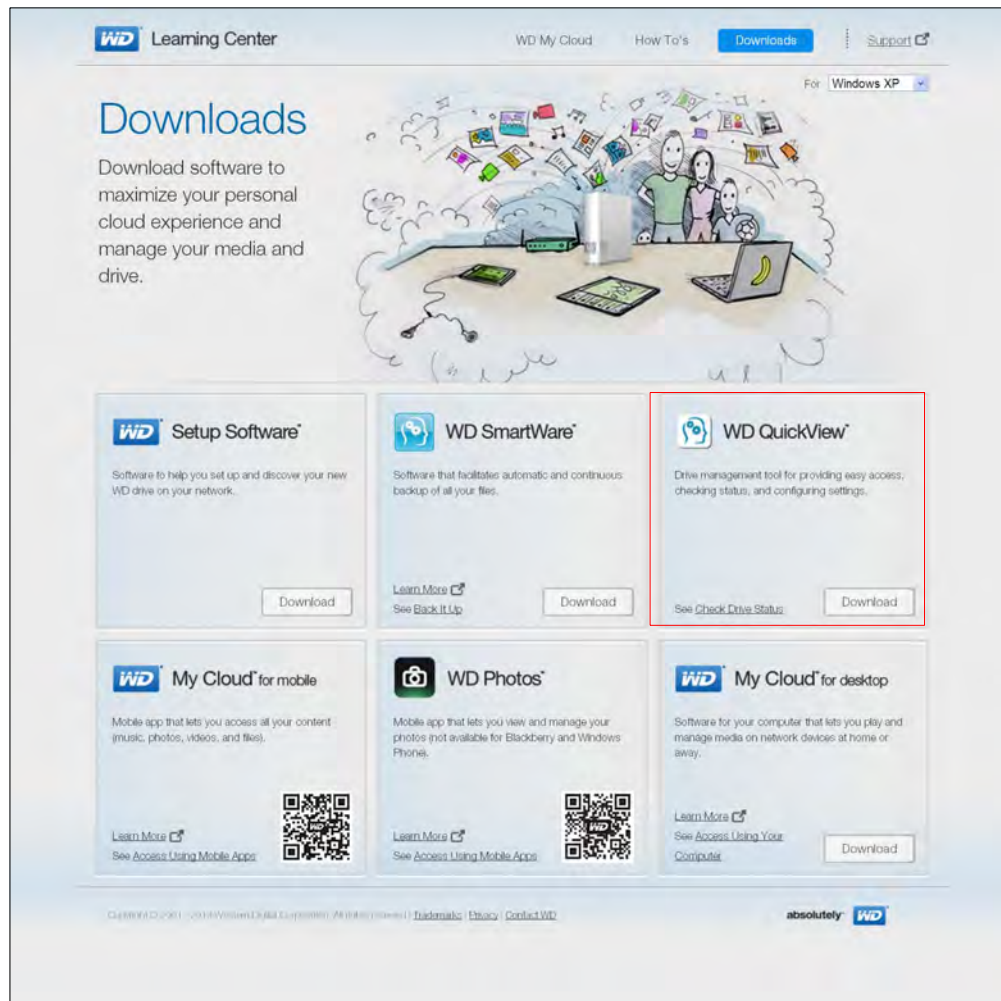 WD Learning Center
WD My Cloud How To's Downloads Support
For Windows XP
Downloads
Download software to
maximize your personal
cloud experience and
manage your media and
drive.
WD Setup Software
Software to help you set up and discover your new
WD drive on your network.
Download
WD SmartWare
Software that facilitates automatic and continuous
backup of all your files.
Learn More
See Back It Up Download
WD QuickView
Drive management tool for providing easy access,
checking status, and configuring settings.
See Check Drive Status Download
WD My Cloud for mobile
Mobile app that lets you access all your content
(music, photos, videos, and files).
Learn More
See Access Using Mobile Apps
WD Photos
Mobile app that lets you view and manage your
photos (not available for Blackberry and Windows
Phone).
WD
Learn More
See Access Using Mobile Apps
WD My Cloud for desktop
Software for your computer that lets you play and
manage media on network devices at home or
away.
Learn More
See Access Using Your
Computer Download
Western Digital Corporation. All rights reserved | Trademarks | Privacy | Contact WD
absolutely WD